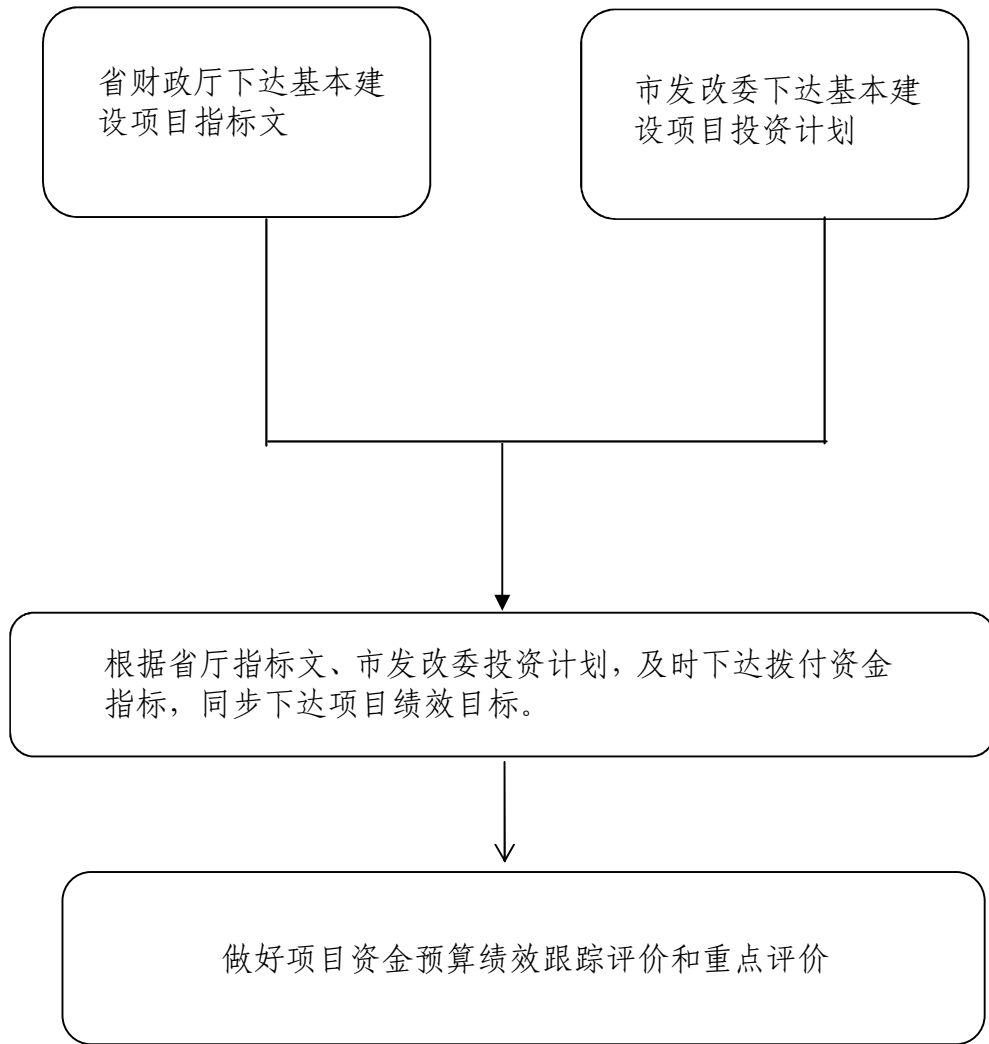 省财政厅下达基本建
设项目指标文
市发改委下达基本建
设项目投资计划
根据省厅指标文、市发改委投资计划，及时下达拨付资金
指标，同步下达项目绩效目标。
做好项目资金预算绩效跟踪评价和重点评价